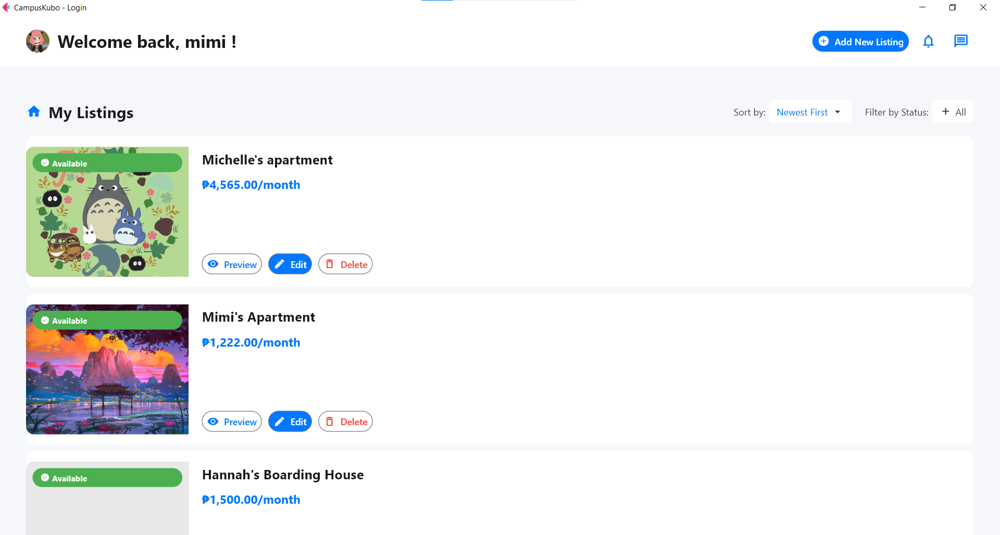 CampusKubo - Login
Welcome back, mimi !
Add New Listing
My Listings
Sort by: Newest First Filter by Status: + All
Available
Michelle's apartment
₱4,565.00/month
Preview Edit Delete
Available
Mimi's Apartment
₱1,222.00/month
Preview Edit Delete
Available
Hannah's Boarding House
₱1,500.00/month